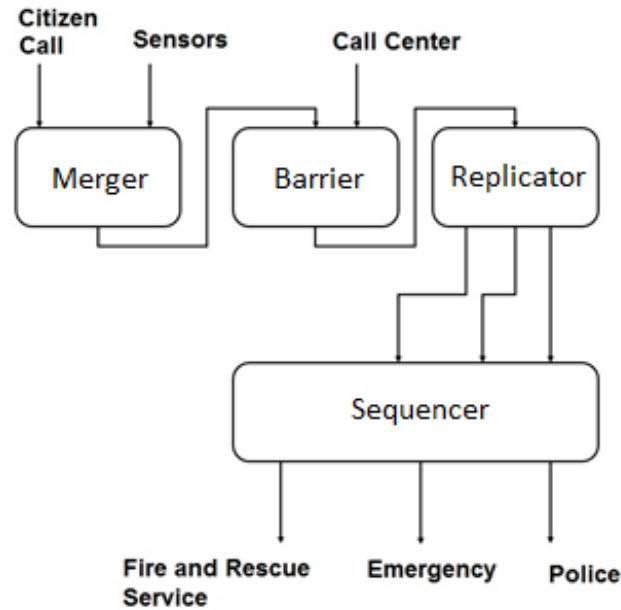 Citizen
Call
Sensors
Call Center
Merger
Barrier
Replicator
Sequencer
Fire and Rescue
Service
Emergency
Police